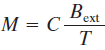 M = C B_ext / T